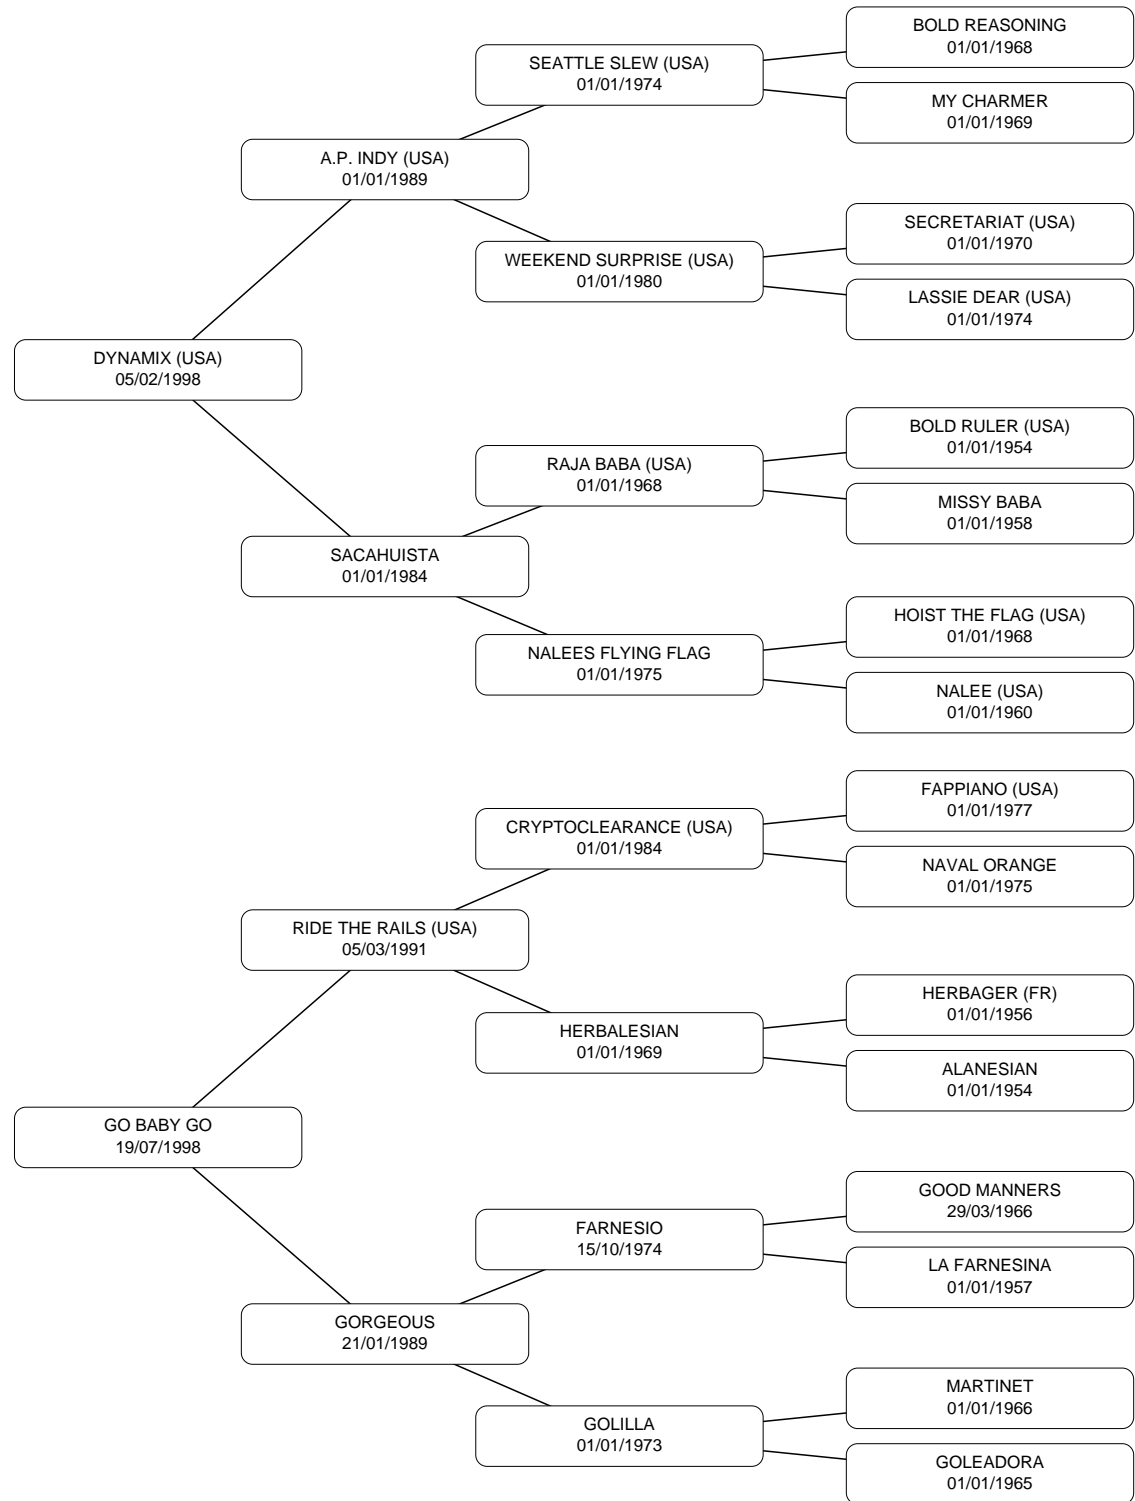 BOLD REASONING
01/01/1968
SEATTLE SLEW (USA)
01/01/1974
MY CHARMER
01/01/1969
A.P. INDY (USA)
01/01/1989
SECRETARIAT (USA)
01/01/1970
WEEKEND SURPRISE (USA)
01/01/1980
LASSIE DEAR (USA)
01/01/1974
DYNAMIX (USA)
05/02/1998
BOLD RULER (USA)
01/01/1954
RAJA BABA (USA)
01/01/1968
MISSY BABA
01/01/1958
SACAHUISTA
01/01/1984
HOIST THE FLAG (USA)
01/01/1968
NALEES FLYING FLAG
01/01/1975
NALEE (USA)
01/01/1960
FAPPIANO (USA)
01/01/1977
CRYPTOCLEARANCE (USA)
01/01/1984
NAVAL ORANGE
01/01/1975
RIDE THE RAILS (USA)
05/03/1991
HERBAGER (FR)
01/01/1956
HERBALESIAN
01/01/1969
ALANESIAN
01/01/1954
GO BABY GO
19/07/1998
GOOD MANNERS
29/03/1966
FARNESIO
15/10/1974
LA FARNESINA
01/01/1957
GORGEOUS
21/01/1989
MARTINET
01/01/1966
GOLILLA
01/01/1973
GOLEADORA
01/01/1965